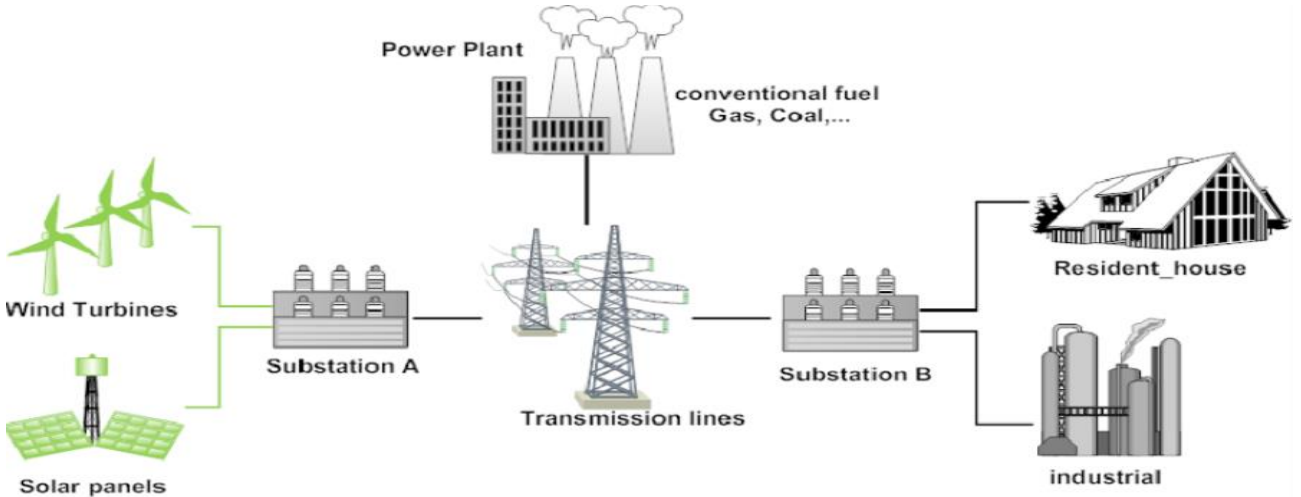 Power Plant
conventional fuel
Gas, Coal,...
Wind Turbines
Substation A
Solar panels
Transmission lines
Substation B
Resident_house
industrial